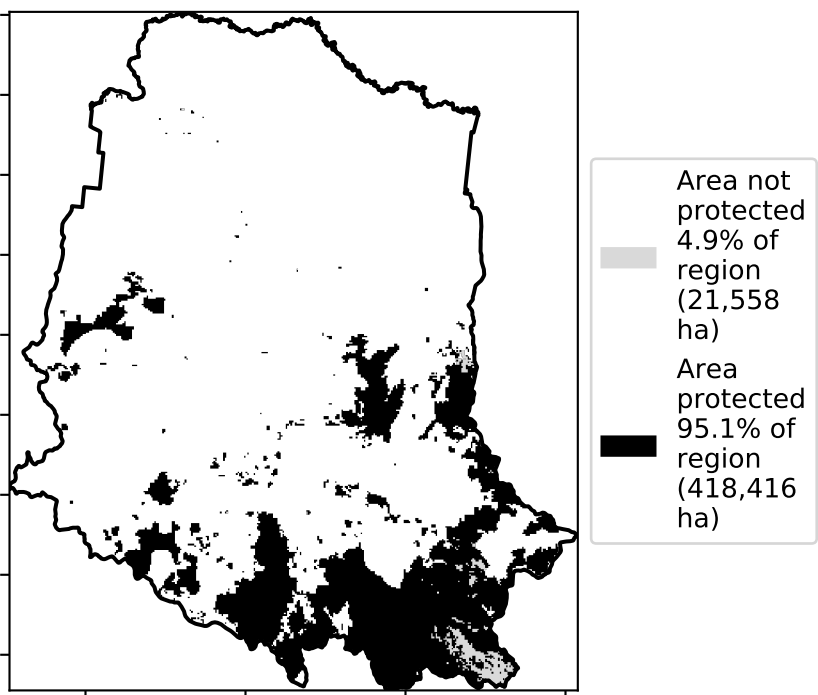 Area not
protected
4.9% of
region
(21,558
ha)
Area
protected
95.1% of
region
(418,416
ha)